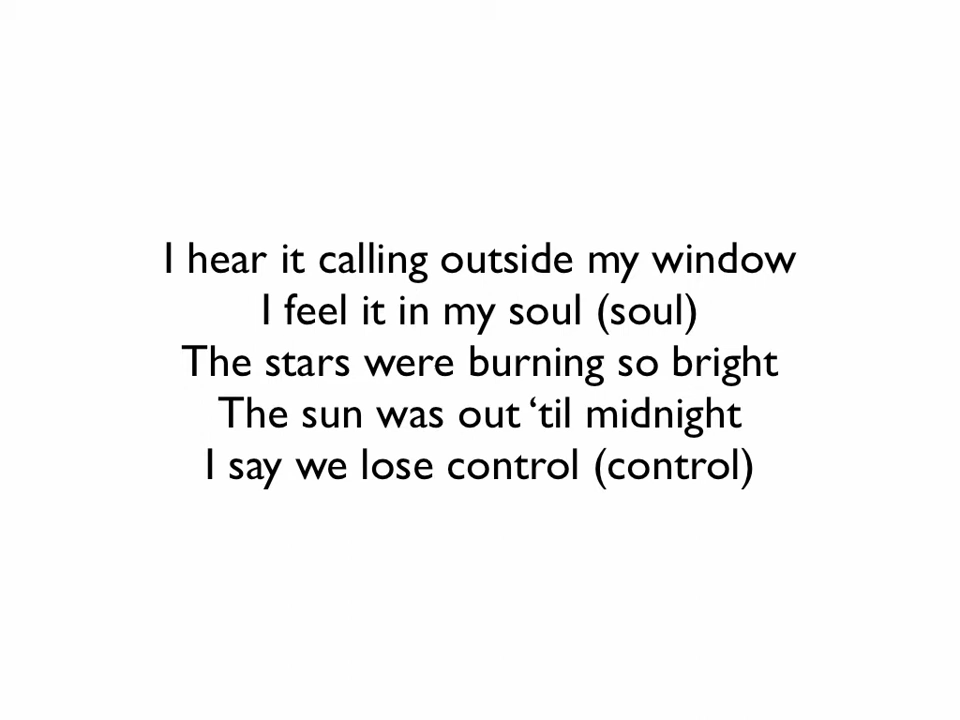 I hear it calling outside my window
I feel it in my soul (soul)
The stars were burning so bright
The sun was out ‘til midnight
I say we lose control (control)